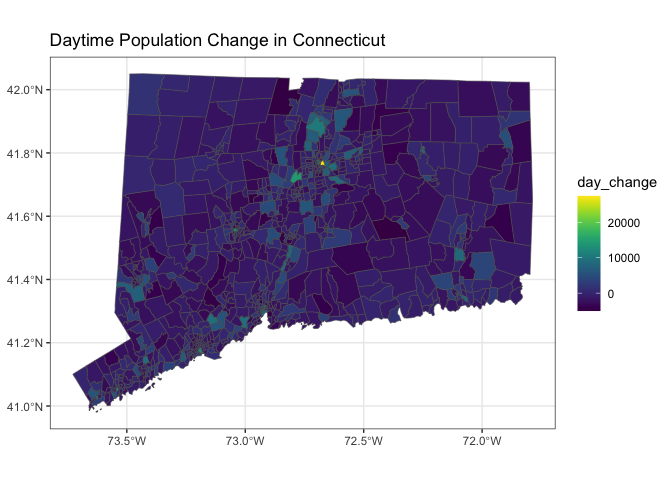 Daytime Population Change in Connecticut
42.0°N
41.8°N
41.6°N
41.4°N
41.2°N
41.0°N
73.5°W
73.0°W
72.5°W
72.0°W
day_change
20000
10000
0